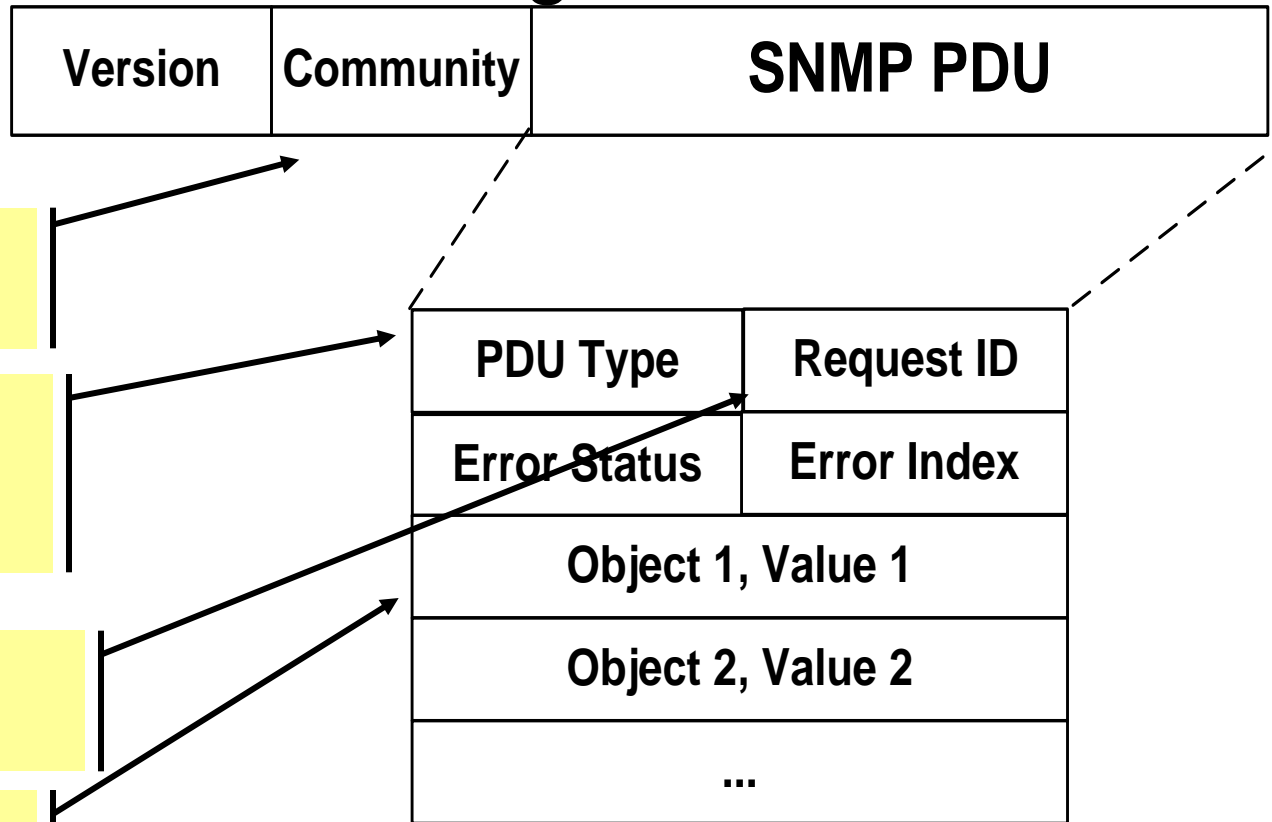 Version Community SNMP PDU
PDU Type Request ID
Error Status Error Index
Object 1, Value 1
Object 2, Value 2
...